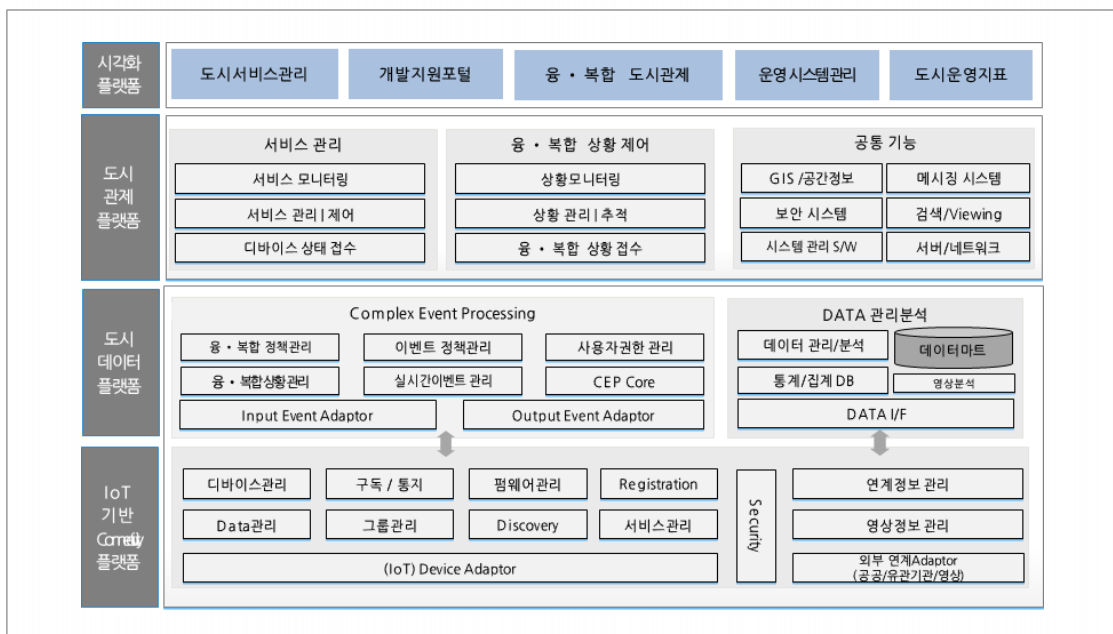 시각화
플랫폼
도시서비스관리
개발지원포털
융 • 복합 도시관제
운영시스템관리
도시운영지표
도시
관제
플랫폼
서비스 관리
서비스 모니터링
서비스 관리 | 제어
디바이스 상태 접수
융 • 복합 상황 제어
상황모니터링
상황 관리 | 추적
융 • 복합 상황 접수
공통 기능
GIS /공간정보
메시징 시스템
보안 시스템
검색/Viewing
시스템 관리 S/W
서버/네트워크
도시
데이터
플랫폼
Complex Event Processing
융 • 복합 정책관리
이벤트 정책관리
사용자권한 관리
융 • 복합상황관리
실시간이벤트 관리
CEP Core
Input Event Adaptor
Output Event Adaptor
DATA 관리분석
데이터 관리/분석
데이터마트
통계/집계 DB
영상분석
DATA I/F
IoT
기반
플랫폼
디바이스관리
구독 / 통지
펌웨어관리
Registration
Data관리
그룹관리
Discovery
서비스관리
(IoT) Device Adaptor
Security
연계정보 관리
영상정보 관리
외부 연계Adaptor
(공공/유관기관/영상)